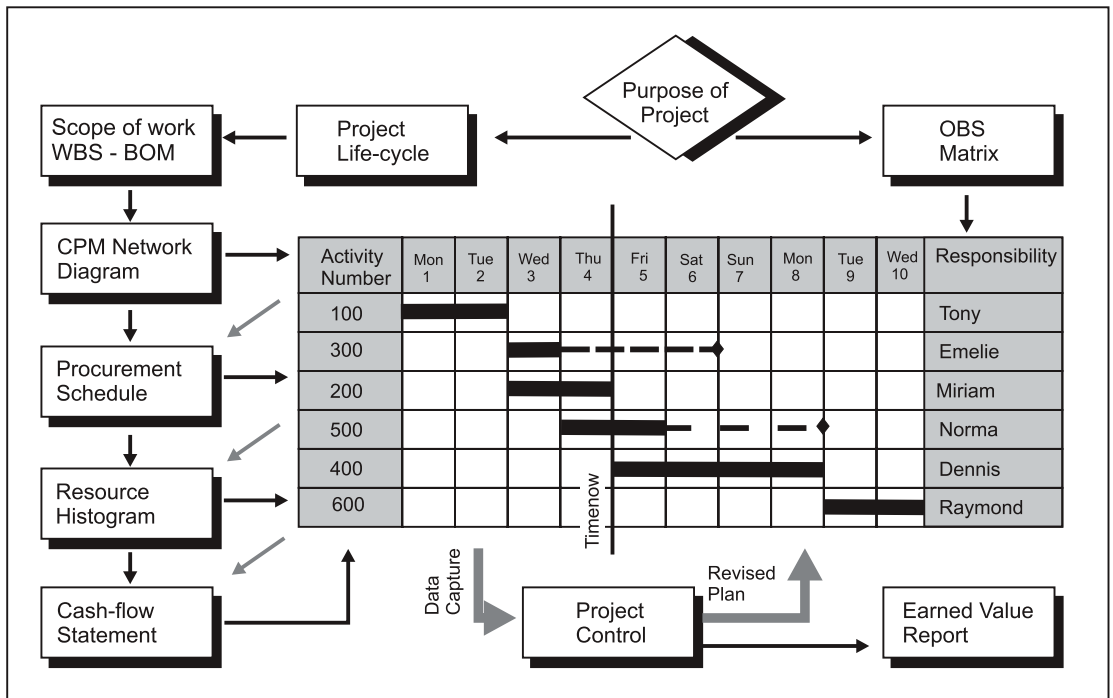 Purpose of
Project
Scope of work
WBS - BOM
Project
Life-cycle
OBS
Matrix
CPM Network
Diagram
Procurement
Schedule
Resource
Histogram
Cash-flow
Statement
Activity
Number
Mon
1
Tue
2
Wed
3
Thu
4
Fri
5
Sat
6
Sun
7
Mon
8
Tue
9
Wed
10
Responsibility
100
Tony
300
Emelie
200
Miriam
500
Norma
400
Dennis
600
Raymond
Timenow
Data
Capture
Project
Control
Revised
Plan
Earned Value
Report